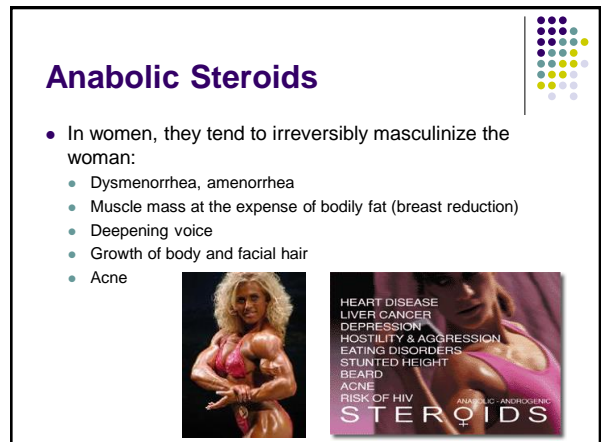 Anabolic Steroids
In women, they tend to irreversibly masculinize the
woman:
Dysmenorrhea, amenorrhea
Muscle mass at the expense of bodily fat (breast reduction)
Deepening voice
Growth of body and facial hair
Acne
HEART DISEASE
LIVER CANCER
DEPRESSION
HOSTILITY & AGGRESSION
EATING DISORDERS
STUNTED HEIGHT
BEARD
ACNE
RISK OF HIV
ANABOLIC - ANDROGENIC
STEROIDS